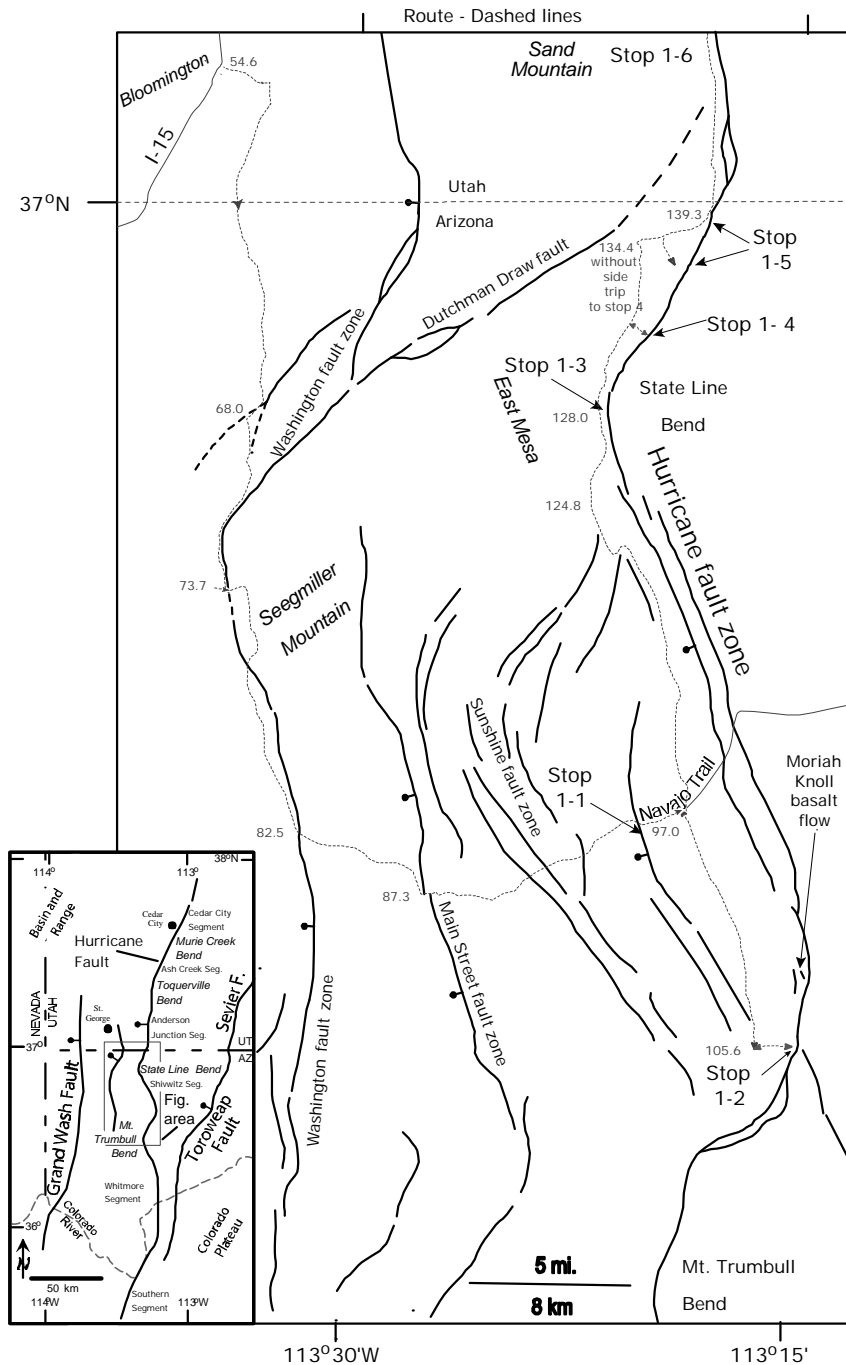 Route - Dashed lines
Sand
Mountain
Stop 1-6
54.6
Bloomington
I-15
37°N
Utah
Arizona
139.3
Stop
1-5
134.4
without
side
trip
to stop 4
Dutchman Draw fault
Stop 1- 4
Washington fault zone
Stop 1-3
State Line
Bend
68.0
128.0
East Mesa
Hurricane fault zone
124.8
73.7
Seegmiller
Mountain
Sunshine fault zone
Stop
1-1
Navajo Trail
Moriah
Knoll
basalt
flow
82.5
97.0
87.3
Main Street fault zone
Washington fault zone
105.6
Stop
1-2
5 mi.
8 km
Mt. Trumbull
Bend
113°30'W
113°15'
114°
113°
38°N
Basin and
Range
Cedar
City
Cedar City
Segment
Hurricane
Fault
Murie Creek
Bend
Ash Creek Seg.
Toquerville
Bend
Sevier F.
NEVADA
UTAH
St.
George
Anderson
Junction Seg.
37°
UT
AZ
State Line Bend
Shivwitz Seg.
Fig.
area
Grand Wash Fault
Mt.
Trumbull
Bend
Toroweap
Fault
Whitmore
Segment
36°
Colorado
River
Colorado
Plateau
N
50 km
Southern
Segment
114°W
113°W